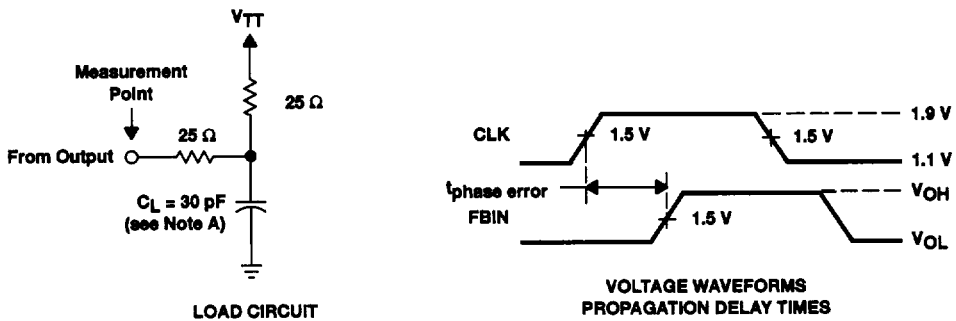 VTT
Measurement
Point
25 Ω
25 Ω
From Output
CL = 30 pF
(see Note A)
LOAD CIRCUIT
CLK
1.5 V
1.5 V
1.9 V
1.1 V
tphase error
FBIN
1.5 V
VOH
VOL
VOLTAGE WAVEFORMS
PROPAGATION DELAY TIMES